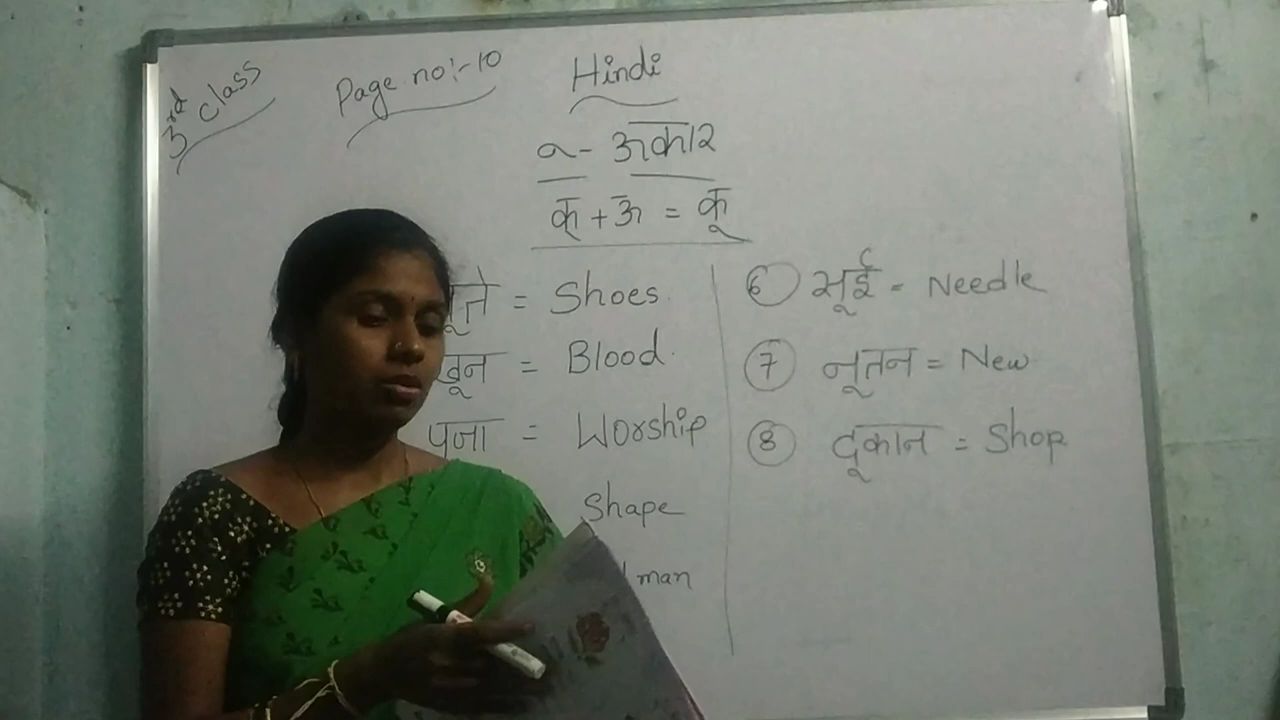 3rd class
Page no:-10
Hindi
a- ऊकार
क् + ऊ = कू
= Shoes.
खून = Blood.
पूजा = Worship
Shape
man
6 सूई = Needle
7 नूतन = New
8 दूकान = Shop